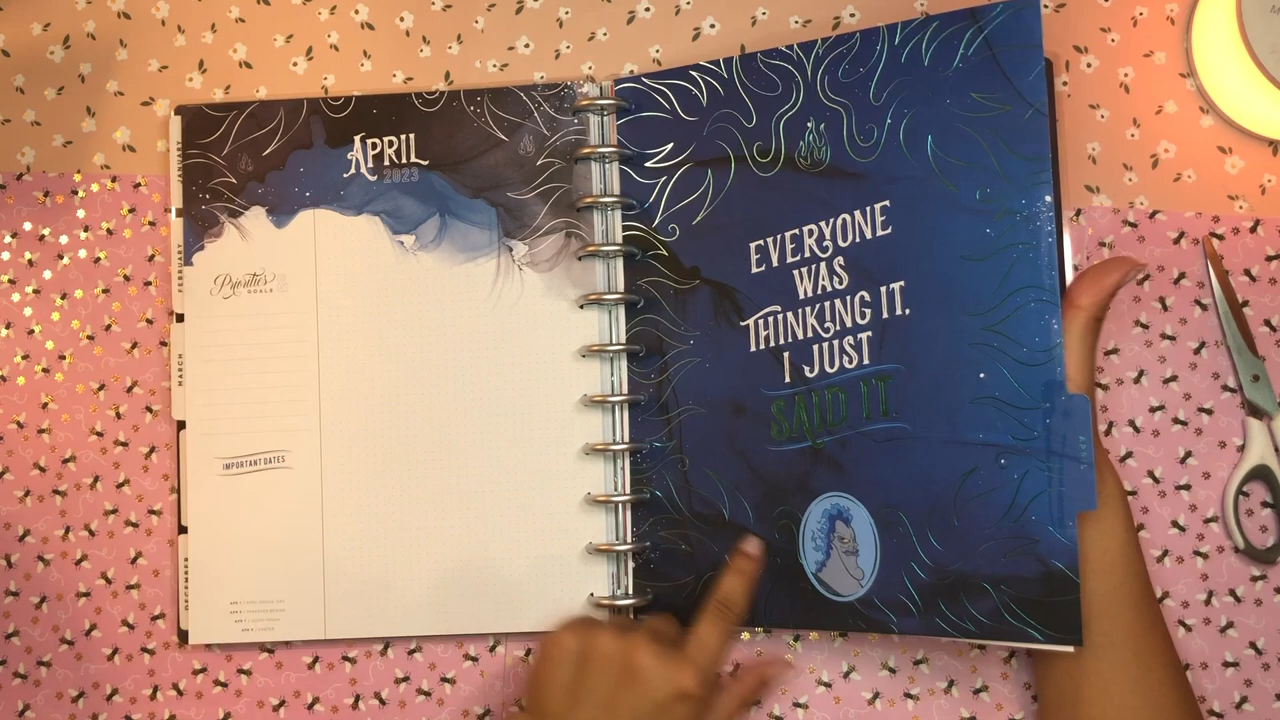 APRIL
2023
Priorities &
GOALS
IMPORTANT DATES
JANUARY
FEBRUARY
MARCH
DECEMBER
EVERYONE
WAS
THINKING IT,
I JUST
SAID IT.
APRIL